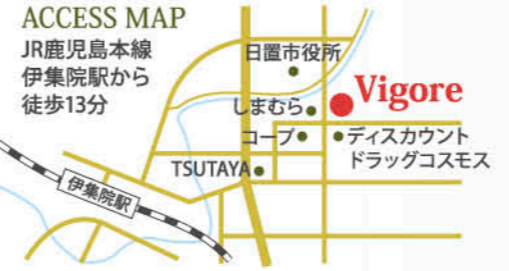 ACCESS MAP
JR鹿児島本線
伊集院駅から
徒歩13分
日置市役所
Vigore
しまむら
コープ
ディスカウント
ドラッグコスモス
TSUTAYA
伊集院駅